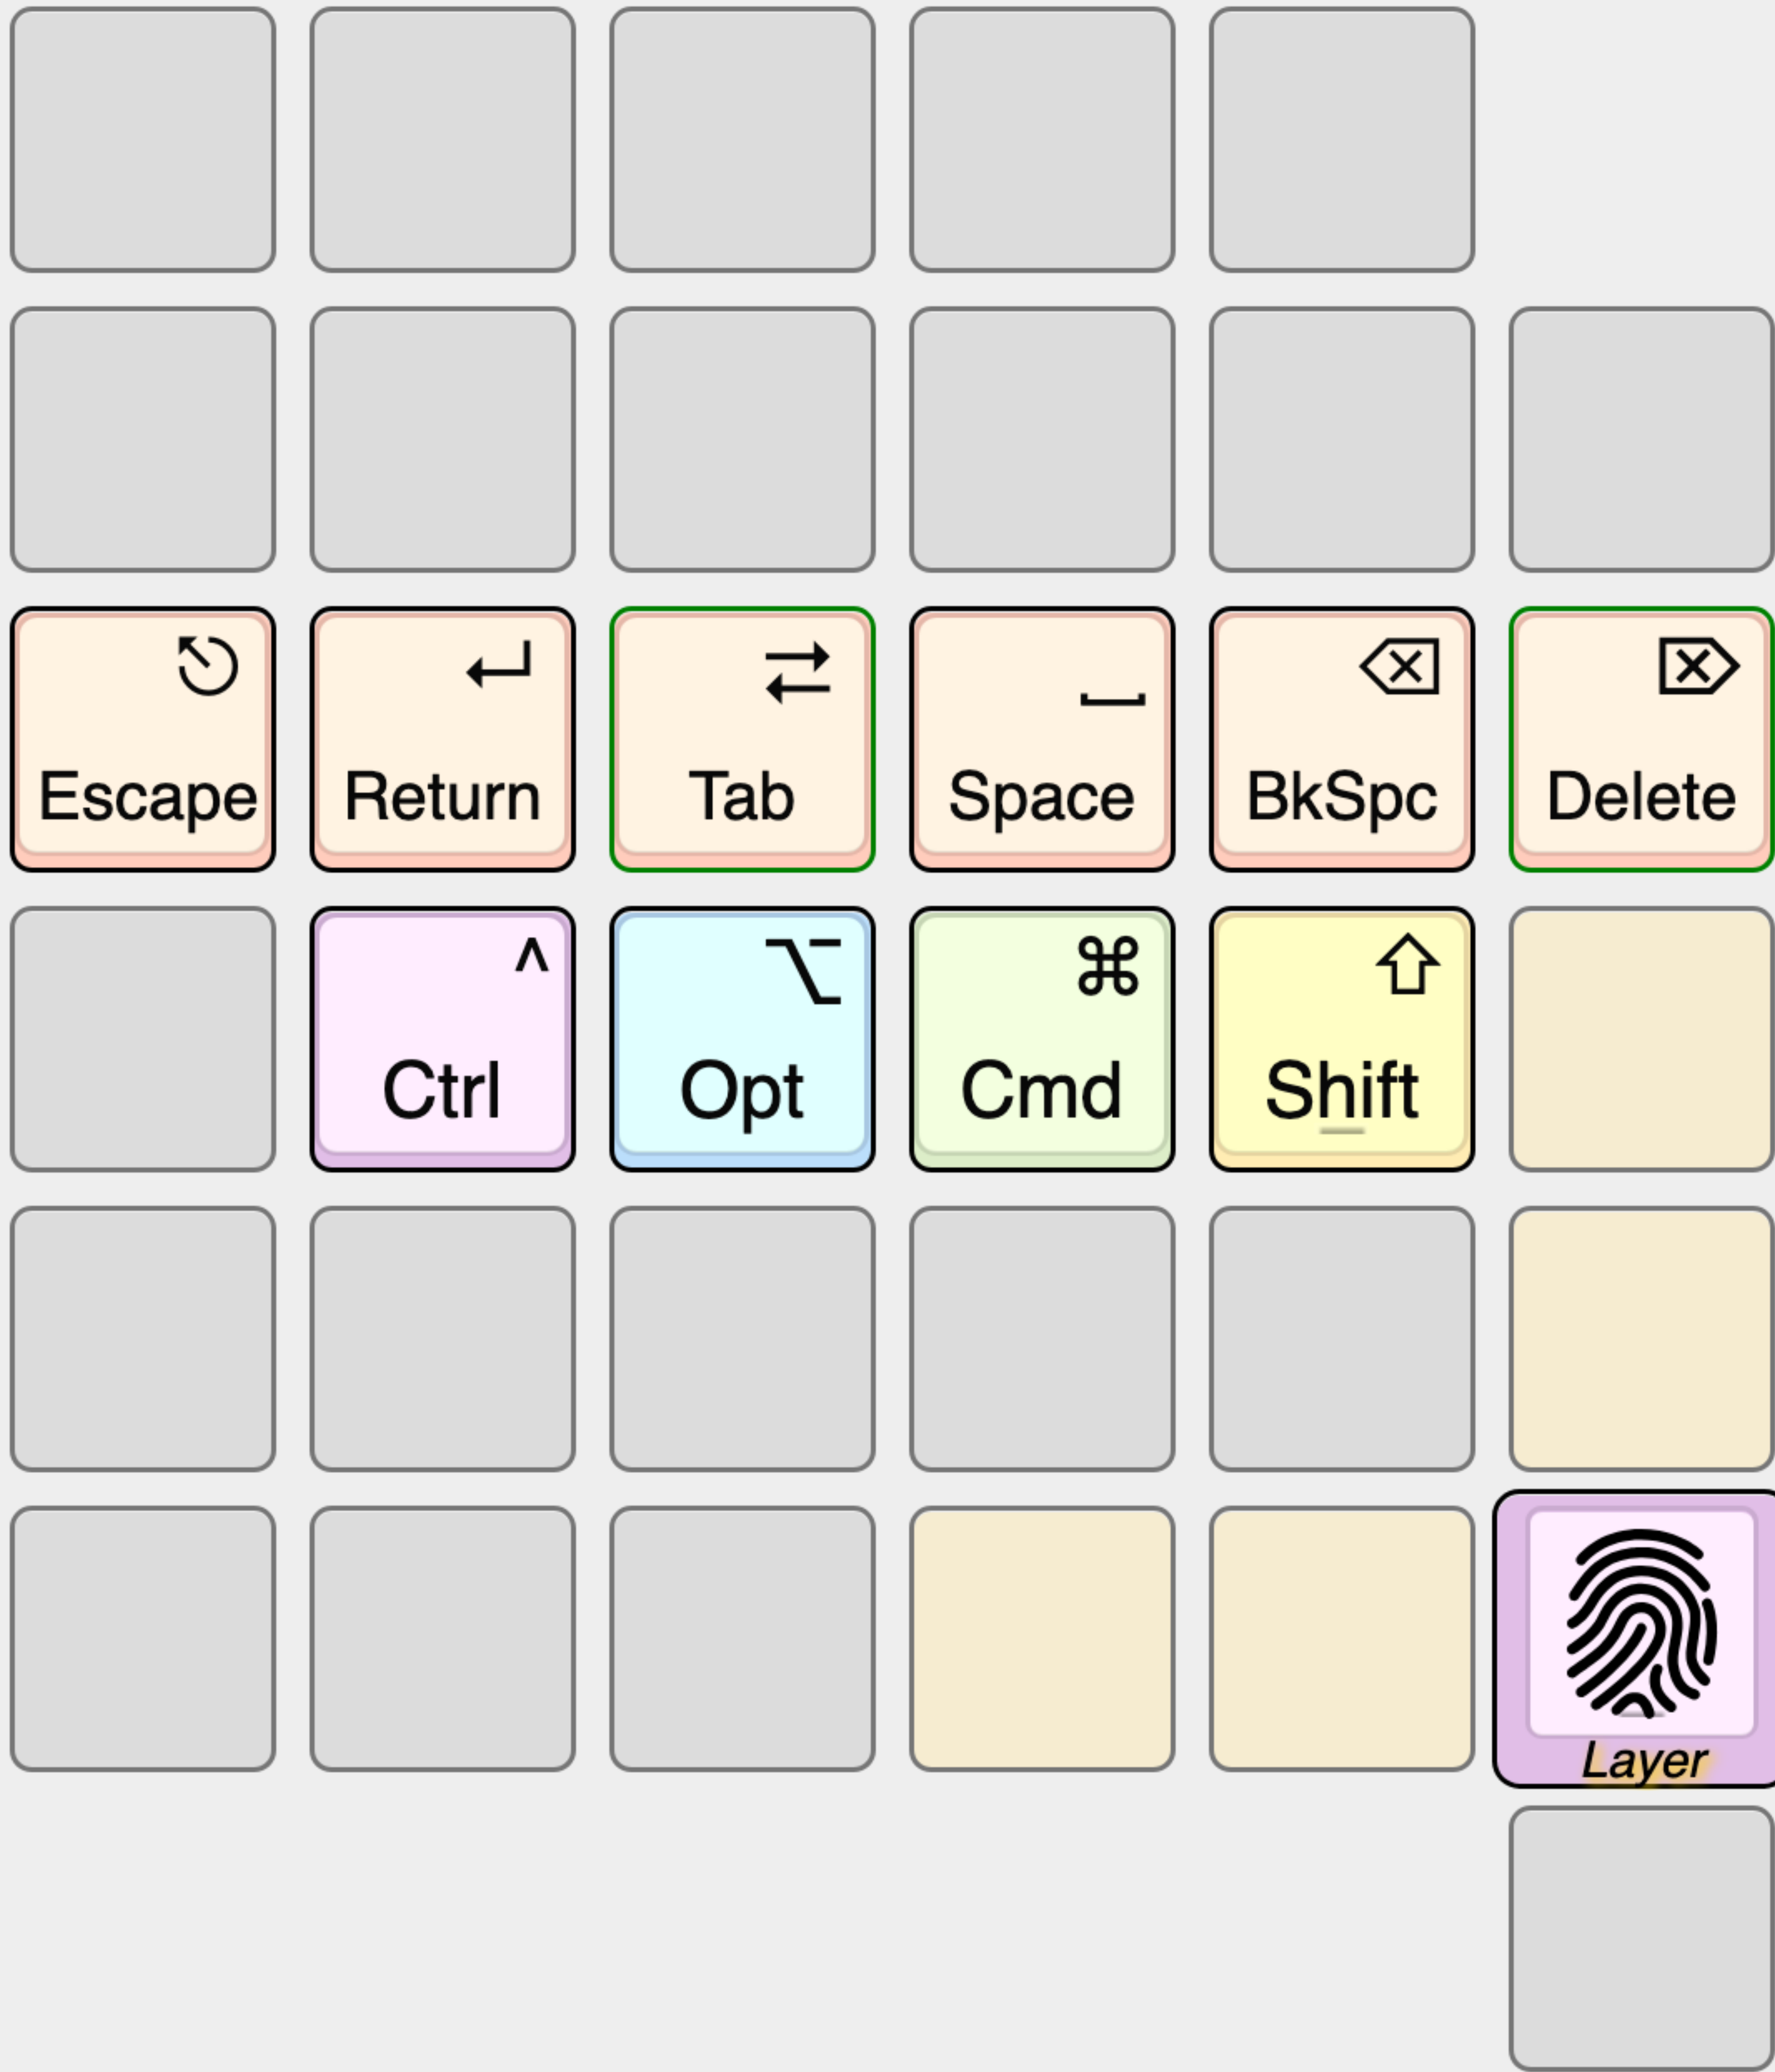 Escape Return Tab Space BkSpc Delete
^ ⌥ ⌘
Ctrl Opt Cmd Shift
Layer